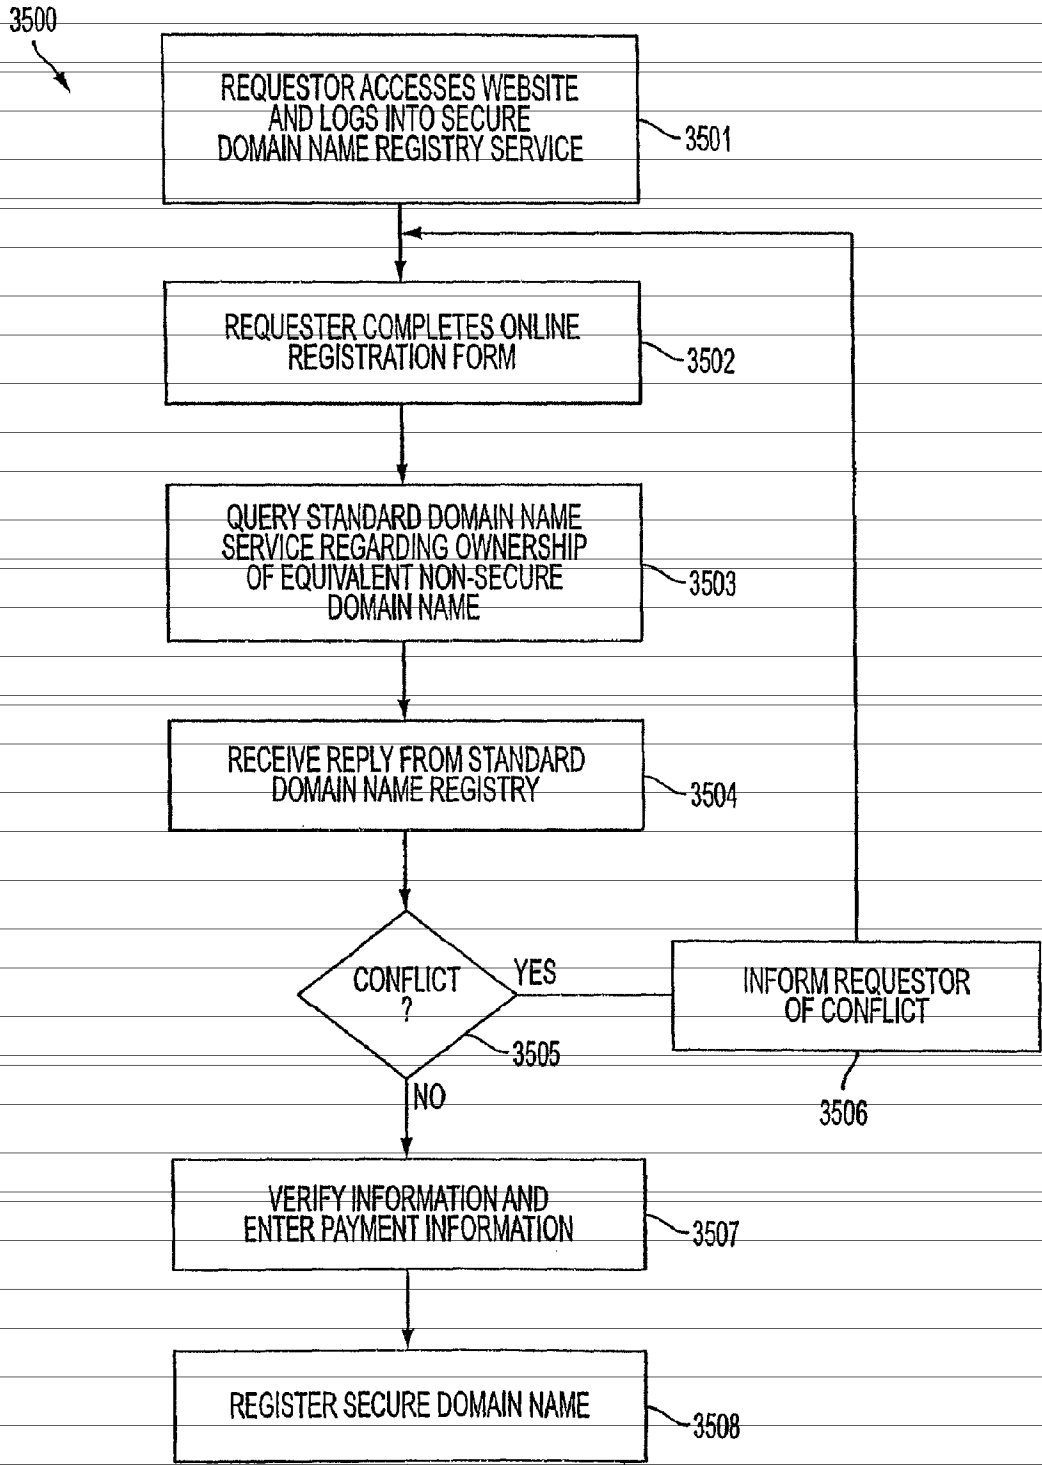 3500
REQUESTOR ACCESSES WEBSITE
AND LOGS INTO SECURE
DOMAIN NAME REGISTRY SERVICE
3501
REQUESTER COMPLETES ONLINE
REGISTRATION FORM
3502
QUERY STANDARD DOMAIN NAME
SERVICE REGARDING OWNERSHIP
OF EQUIVALENT NON-SECURE
DOMAIN NAME
3503
RECEIVE REPLY FROM STANDARD
DOMAIN NAME REGISTRY
3504
CONFLICT
?
YES
3505
INFORM REQUESTOR
OF CONFLICT
3506
NO
VERIFY INFORMATION AND
ENTER PAYMENT INFORMATION
3507
REGISTER SECURE DOMAIN NAME
3508